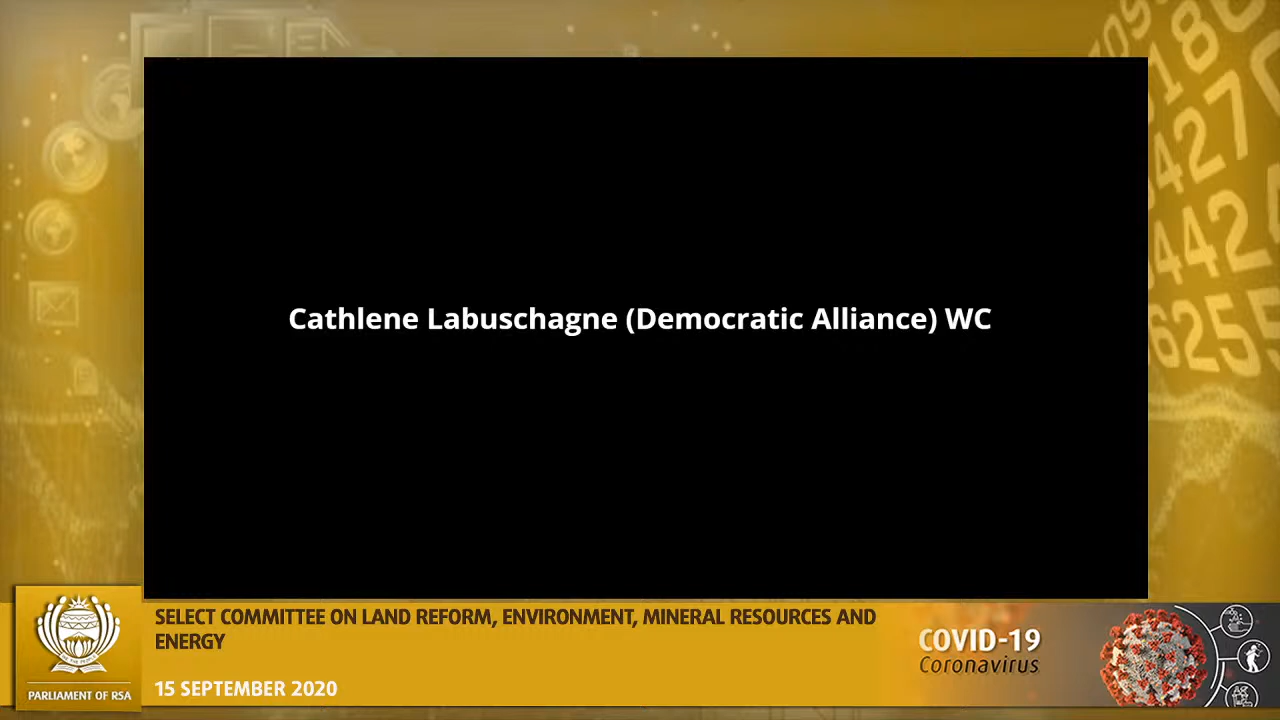 Cathlene Labuschagne (Democratic Alliance) WC
SELECT COMMITTEE ON LAND REFORM, ENVIRONMENT, MINERAL RESOURCES AND
ENERGY
15 SEPTEMBER 2020
PARLIAMENT OF RSA
COVID-19
Coronavirus